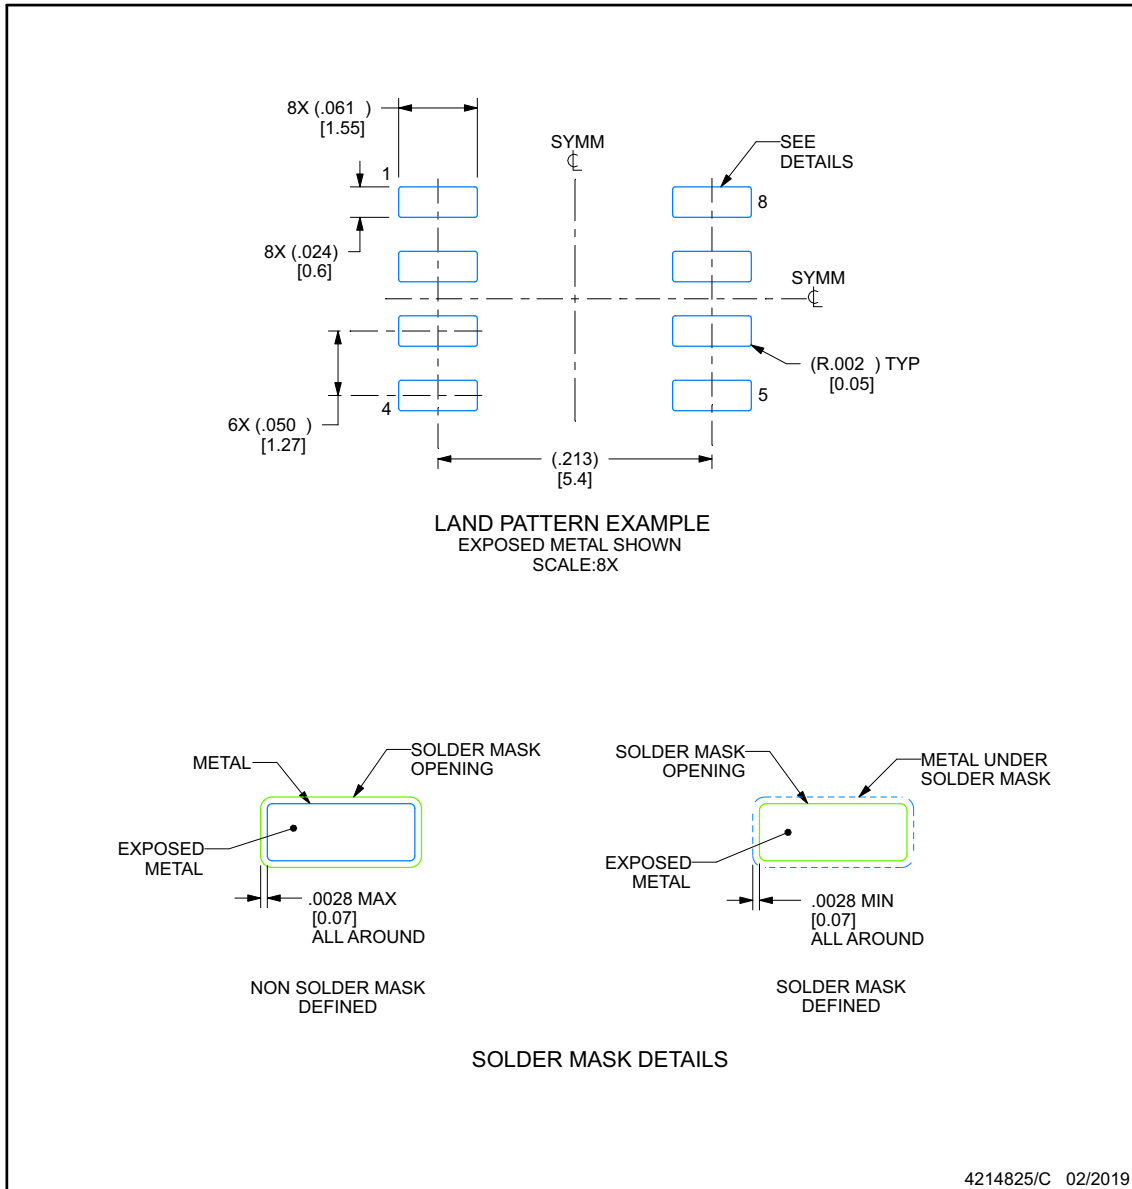 8X (.061 )
[1.55]
SYMM
℄
SEE
DETAILS
1
8
8X (.024)
[0.6]
SYMM
℄
(R.002 ) TYP
[0.05]
4
5
6X (.050 )
[1.27]
(.213)
[5.4]
LAND PATTERN EXAMPLE
EXPOSED METAL SHOWN
SCALE:8X
METAL
SOLDER MASK
OPENING
EXPOSED
METAL
.0028 MAX
[0.07]
ALL AROUND
NON SOLDER MASK
DEFINED
SOLDER MASK
OPENING
METAL UNDER
SOLDER MASK
EXPOSED
METAL
.0028 MIN
[0.07]
ALL AROUND
SOLDER MASK
DEFINED
SOLDER MASK DETAILS
4214825/C 02/2019